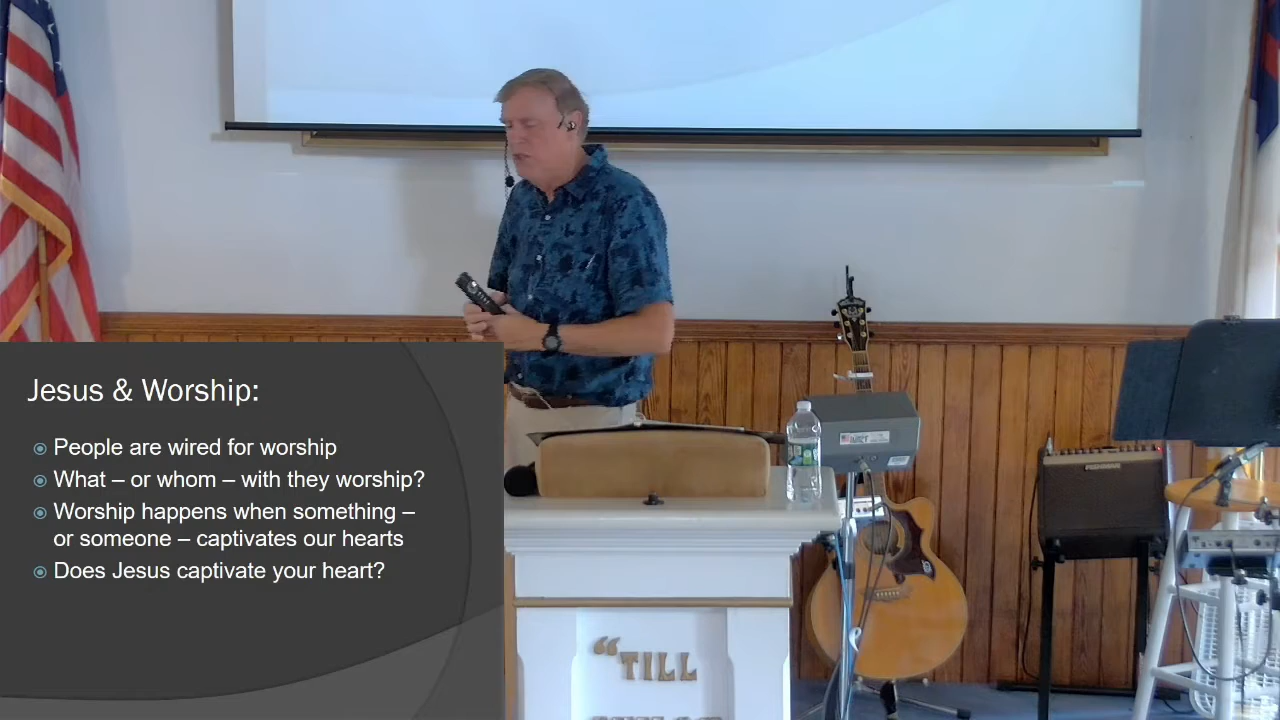 Jesus & Worship:
People are wired for worship
What – or whom – with they worship?
Worship happens when something –
or someone – captivates our hearts
Does Jesus captivate your heart?
“TILL
FISHMAN